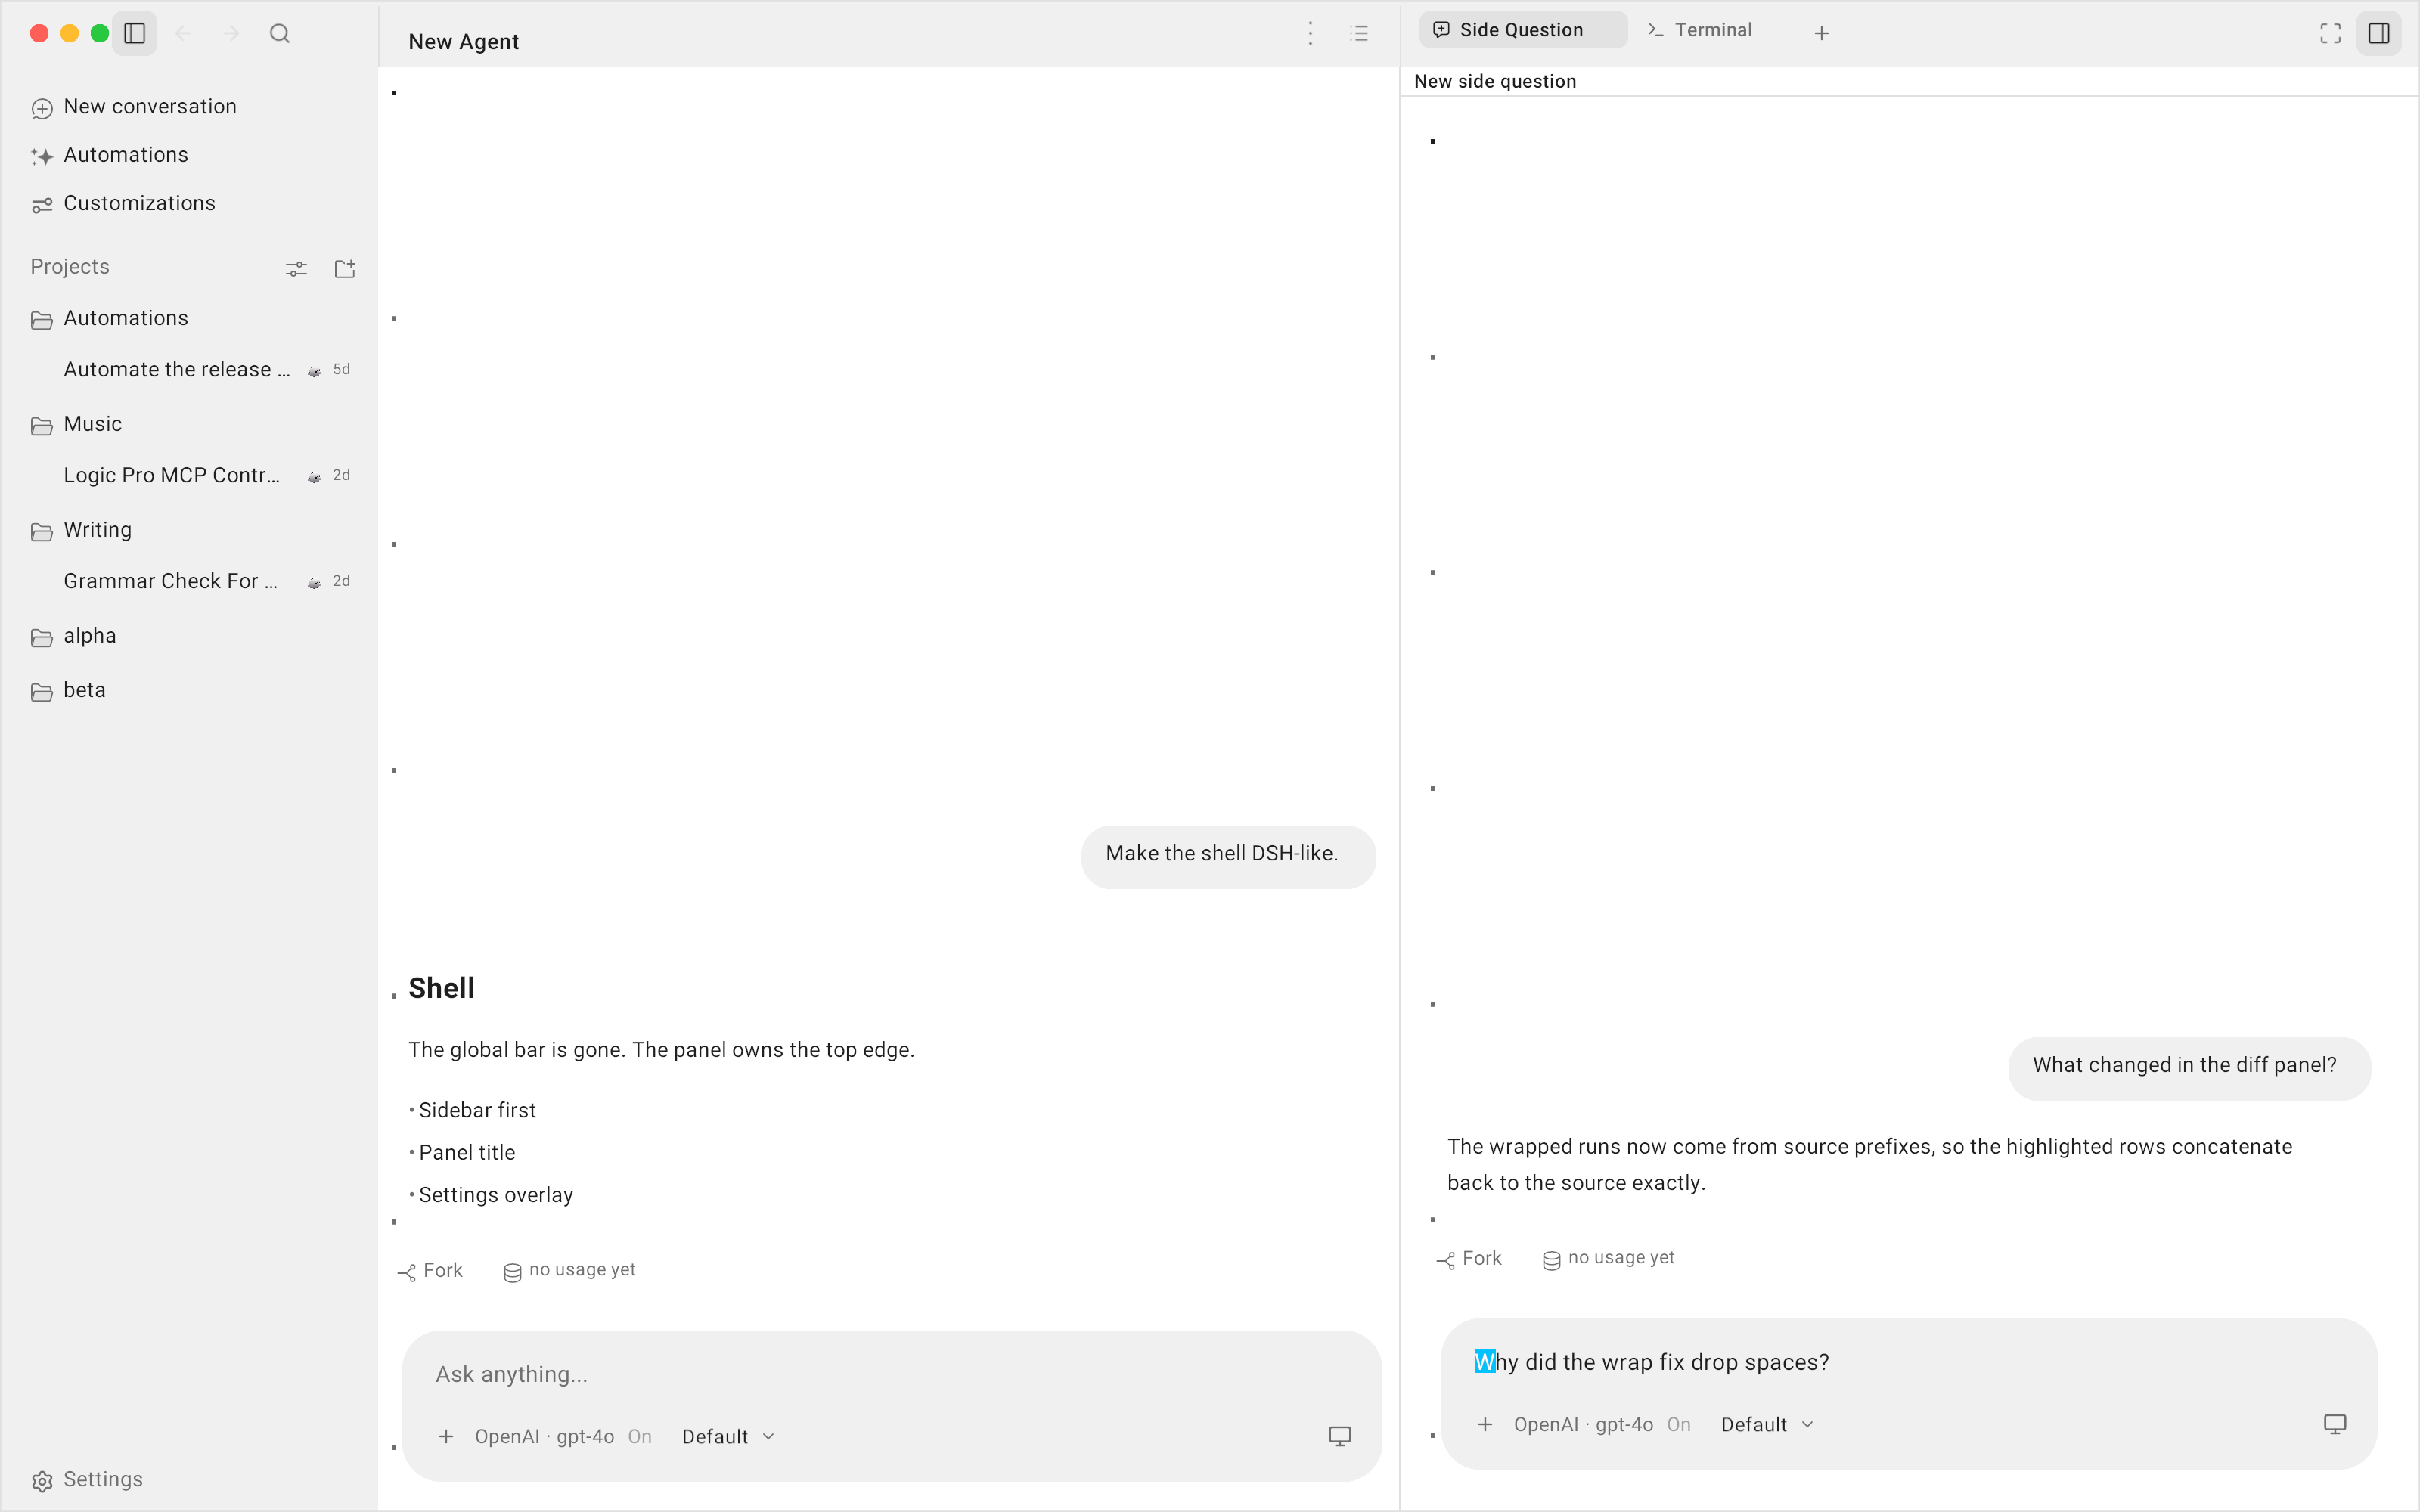 New conversation
Automations
Customizations
Projects
Automations
Automate the release ...
5d
Music
Logic Pro MCP Contr...
2d
Writing
Grammar Check For ...
2d
alpha
beta
Settings
New Agent
Make the shell DSH-like.
Shell
The global bar is gone. The panel owns the top edge.
• Sidebar first
• Panel title
• Settings overlay
Fork
no usage yet
Ask anything...
OpenAI · gpt-4o On Default
Side Question
Terminal
New side question
What changed in the diff panel?
The wrapped runs now come from source prefixes, so the highlighted rows concatenate
back to the source exactly.
Fork
no usage yet
Why did the wrap fix drop spaces?
OpenAI · gpt-4o On Default